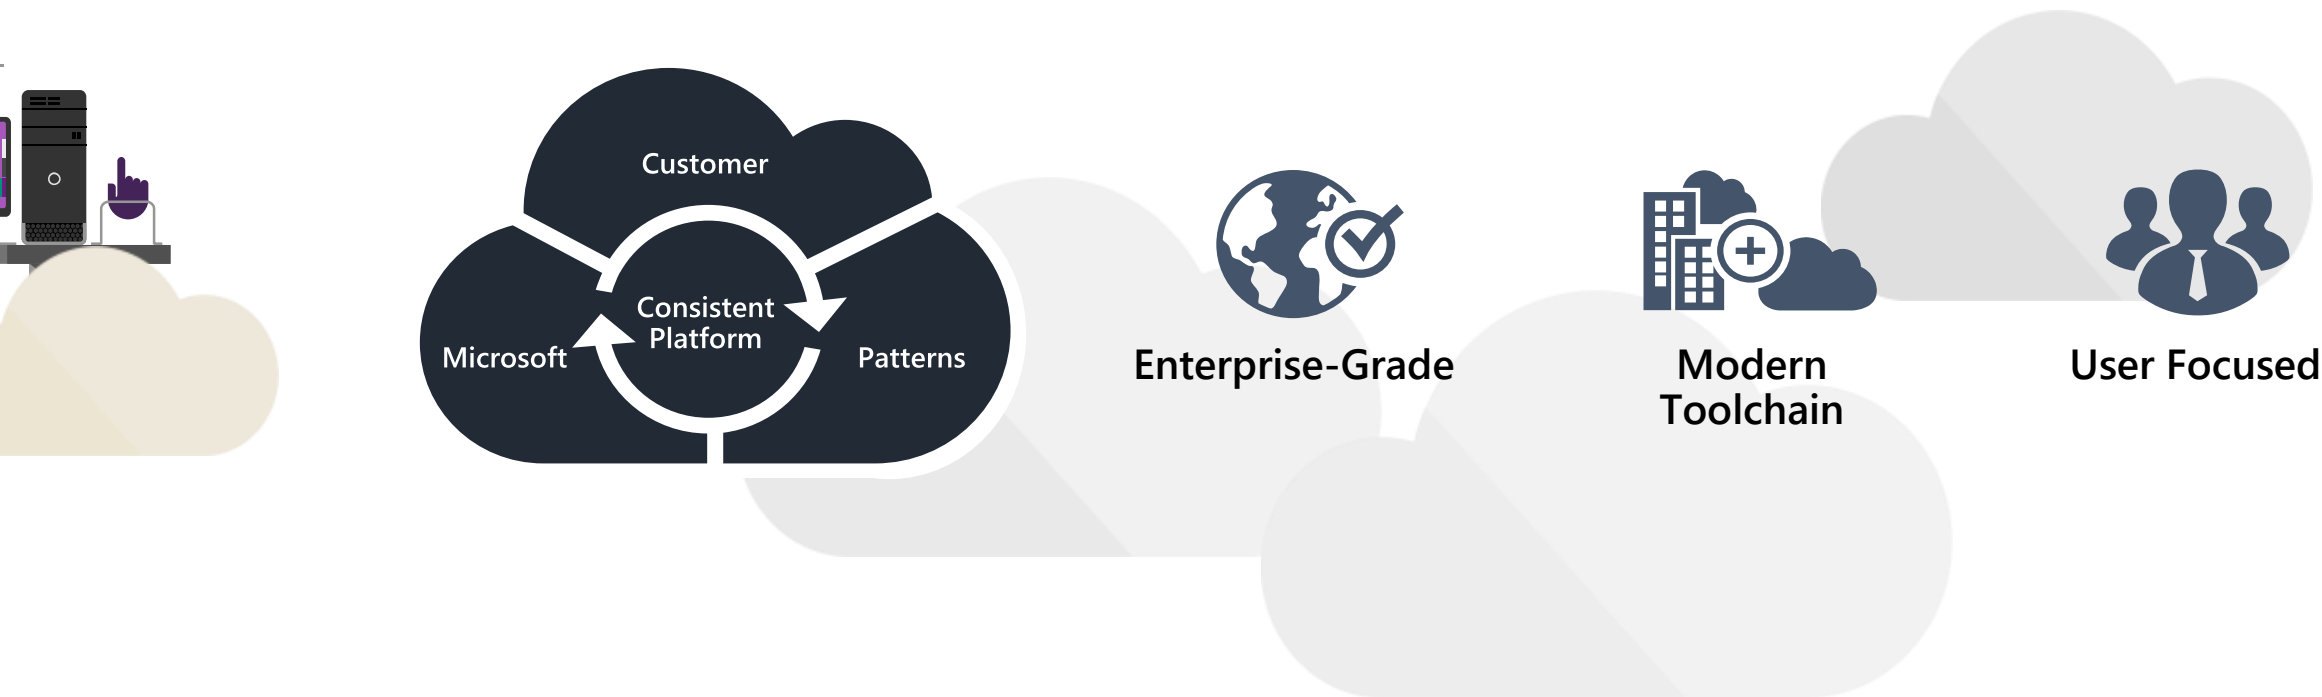 Customer
Consistent
Platform
Microsoft
Patterns
Enterprise-Grade
Modern
Toolchain
User Focused